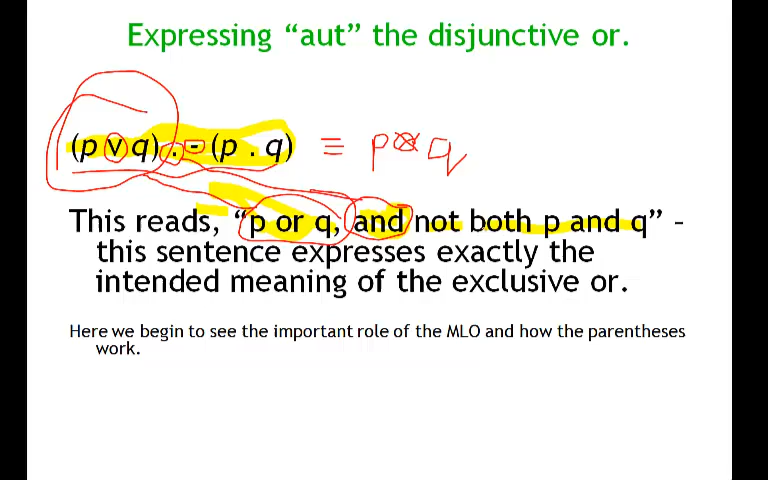 Expressing “aut” the disjunctive or.
(p v q) . - (p . q) ≡ p⊗q
This reads, “p or q, and not both p and q” -
this sentence expresses exactly the
intended meaning of the exclusive or.
Here we begin to see the important role of the MLO and how the parentheses
work.